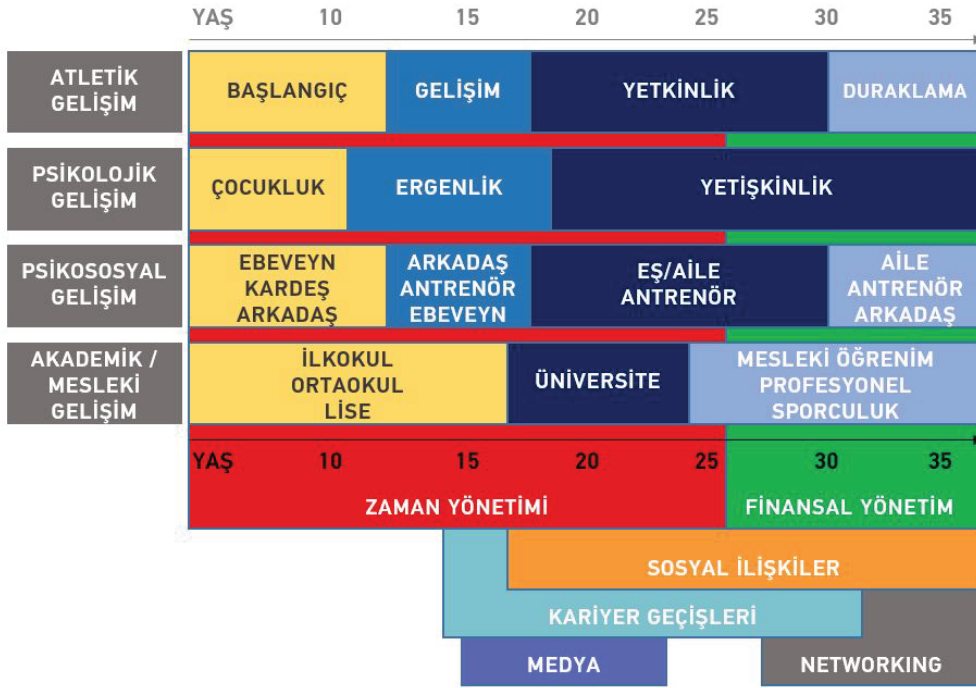 YAŞ 10 15 20 25 30 35
ATLETİK
GELİŞİM
BAŞLANGIÇ
GELİŞİM
YETKİNLİK
DURAKLAMA
PSİKOLOJİK
GELİŞİM
ÇOCUKLUK
ERGENLİK
YETİŞKİNLİK
PSİKOSOSYAL
GELİŞİM
EBEVEYN
KARDEŞ
ARKADAŞ
ARKADAŞ
ANTRENÖR
EBEVEYN
EŞ/AİLE
ANTRENÖR
AİLE
ANTRENÖR
ARKADAŞ
AKADEMİK /
MESLEKİ
GELİŞİM
İLKOKUL
ORTAOKUL
LİSE
ÜNİVERSİTE
MESLEKİ ÖĞRENİM
PROFESYONEL
SPORCULUK
YAŞ 10 15 20 25 30 35
ZAMAN YÖNETİMİ
FİNANSAL YÖNETİM
SOSYAL İLİŞKİLER
KARİYER GEÇİŞLERİ
MEDYA
NETWORKING